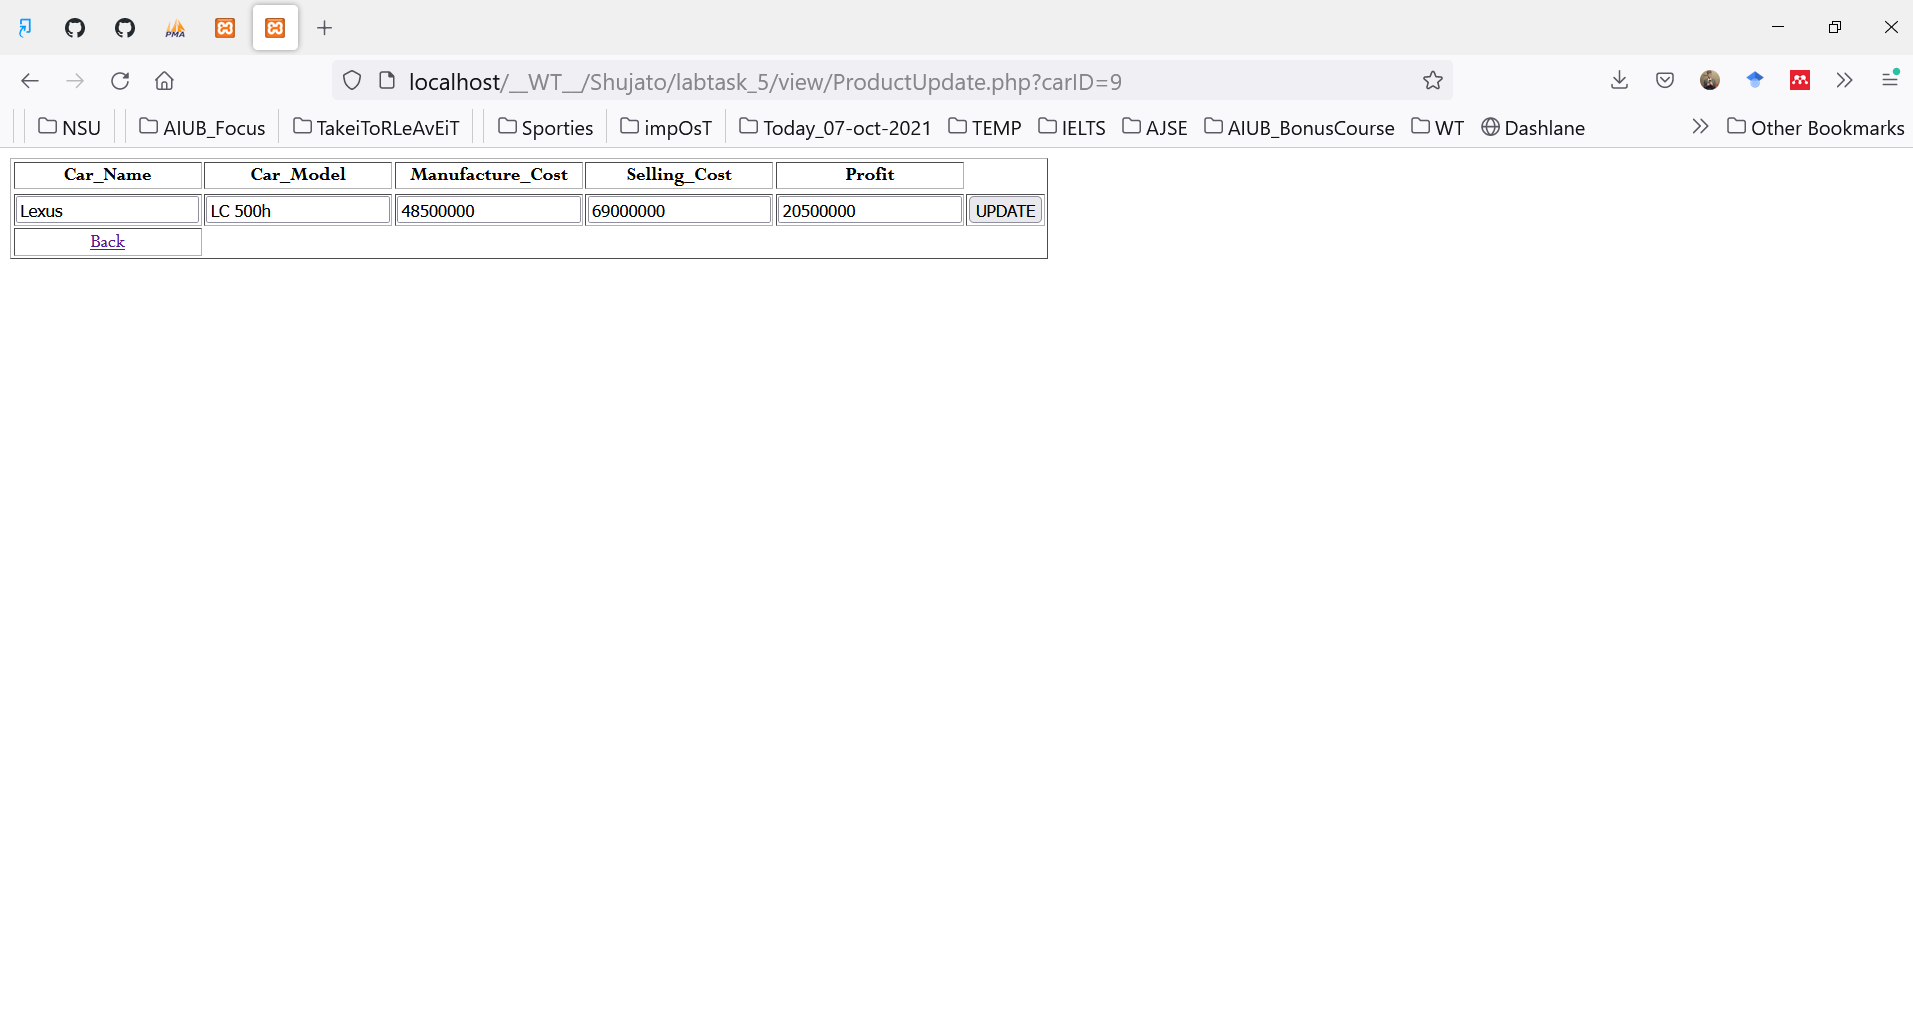 PMA
localhost/__WT__/Shujato/labtask_5/view/ProductUpdate.php?carID=9
NSU AIUB_Focus TakeiToRLeAvEiT Sporties impOsT Today_07-oct-2021 TEMP IELTS AJSE AIUB_BonusCourse WT Dashlane Other Bookmarks
Car_Name Car_Model Manufacture_Cost Selling_Cost Profit
Lexus LC 500h 48500000 69000000 20500000 UPDATE
Back